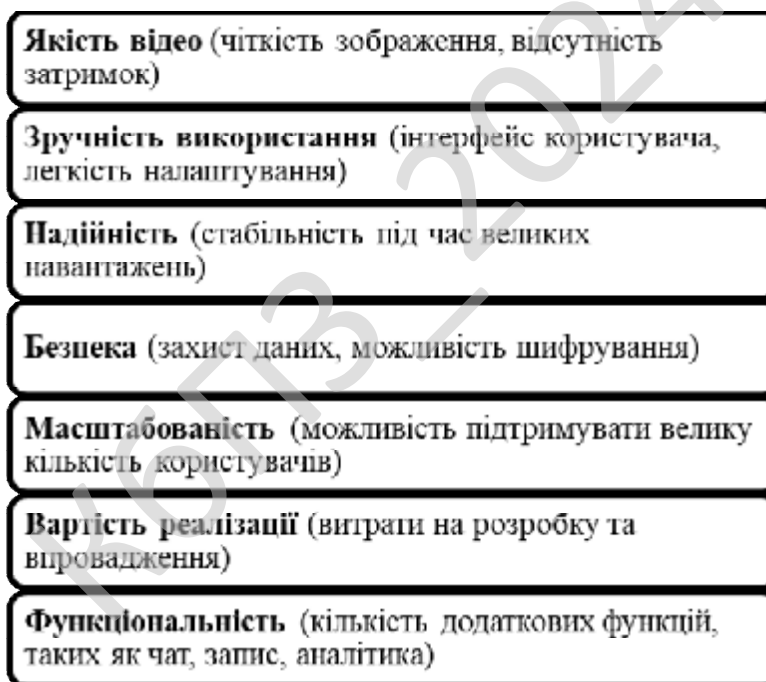 Якість відео (чіткість зображення, відсутність
затримок)
Зручність використання (інтерфейс користувача,
легкість налаштування)
Надійність (стабільність під час великих
навантажень)
Безпека (захист даних, можливість шифрування)
Масштабованість (можливість підтримувати велику
кількість користувачів)
Вартість реалізації (витрати на розробку та
впровадження)
Функціональність (кількість додаткових функцій,
таких як чат, запис, аналітика)
КбПЗ_2024